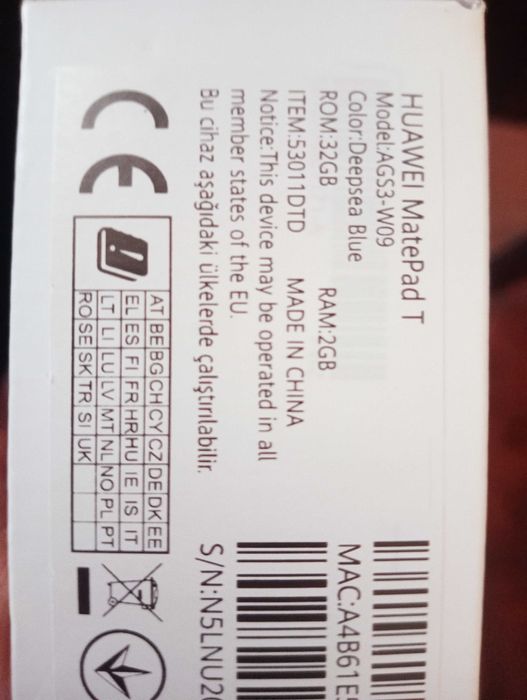 HUAWEI MatePad T
Model:AGS3-W09
Color:Deepsea Blue
ROM:32GB RAM:2GB
ITEM:53011DTD MADE IN CHINA
Notice:This device may be operated in all
member states of the EU.
Bu cihaz aşağıdaki ülkelerde çalıştırılabilir.
CE
AT BE BG CH CY CZ DE DK EE
EL ES FI FR HR HU IE IS IT
LT LI LU LV MT NL NO PL PT
RO SE SK TR SI UK
MAC:A4B61E
S/N:N5LNU2